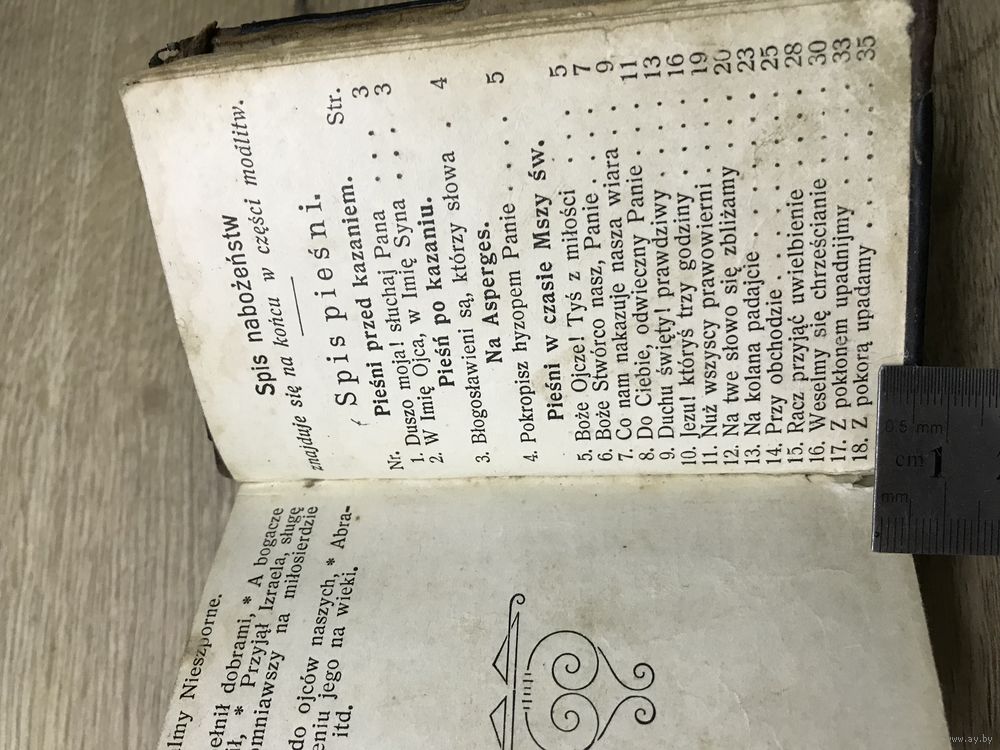 lmy Nieszporne.
ełnił dobrami, * A bogacze
ił, * Przyjął Izraela, sługę
omniawszy na miłosierdzie
do ojców naszych, * Abra-
eniu jego na wieki.
itd.
Spis nabożeństw
znajduje się na końcu w części modlitw.
Spis pieśni.
Pieśni przed kazaniem.
Nr. Str.
1. Duszo moja! słuchaj Pana . . . 3
2. W Imię Ojca, w Imię Syna . . . 3
Pieśń po kazaniu.
3. Błogosławieni są, którzy słowa . 4
Na Asperges.
4. Pokropisz hyzopem Panie . . . . 5
Pieśni w czasie Mszy św.
5. Boże Ojcze! Tyś z miłości . . . 5
6. Boże Stwórco nasz, Panie . . . . 7
7. Co nam nakazuje nasza wiara . . 9
8. Do Ciebie, odwieczny Panie . . . 11
9. Duchu święty! prawdziwy . . . . 13
10. Jezu! któryś trzy godziny . . . . 16
11. Nuż wszyscy prawowierni . . . . 19
12. Na twe słowo się zbliżamy . . . 20
13. Na kolana padajcie . . . . . . 23
14. Przy obchodzie . . . . . . . . 25
15. Racz przyjąć uwielbienie . . . . 28
16. Weselmy się chrześcianie . . . . 30
17. Z pokłonem upadnijmy . . . . . 33
18. Z pokorą upadamy . . . . . . . 35
0.5 mm
cm 1
mm
www.ay.by